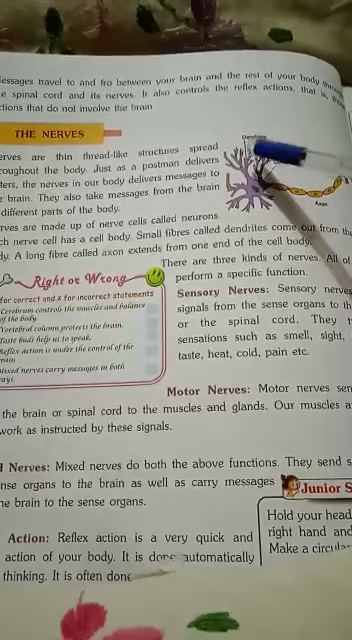 essages travel to and fro between your brain and the rest of your body through
e spinal cord and its nerves. It also controls the reflex actions, that is, those
ctions that do not involve the brain
THE NERVES
erves are thin thread-like structures spread
roughout the body. Just as a postman delivers
ters, the nerves in our body delivers messages to
e brain. They also take messages from the brain
different parts of the body.
Axon
rves are made up of nerve cells called neurons.
ch nerve cell has a cell body. Small fibres called dendrites come out from the
dy. A long fibre called axon extends from one end of the cell body.
There are three kinds of nerves. All of
perform a specific function.
Right or Wrong
for correct and x for incorrect statements
Cerebrum controls the muscles and balance
of the body.
Vertebral column protects the brain.
Taste buds help us to speak.
Reflex action is under the control of the
rain
Mixed nerves carry messages in both
ays.
Sensory Nerves: Sensory nerves
signals from the sense organs to th
or the spinal cord. They t
sensations such as smell, sight,
taste, heat, cold, pain etc.
Motor Nerves: Motor nerves sen
the brain or spinal cord to the muscles and glands. Our muscles a
work as instructed by these signals.
d Nerves: Mixed nerves do both the above functions. They send s
nse organs to the brain as well as carry messages
he brain to the sense organs.
Junior S
Hold your head
right hand and
Make a circular
Action: Reflex action is a very quick and
action of your body. It is done automatically
thinking. It is often done